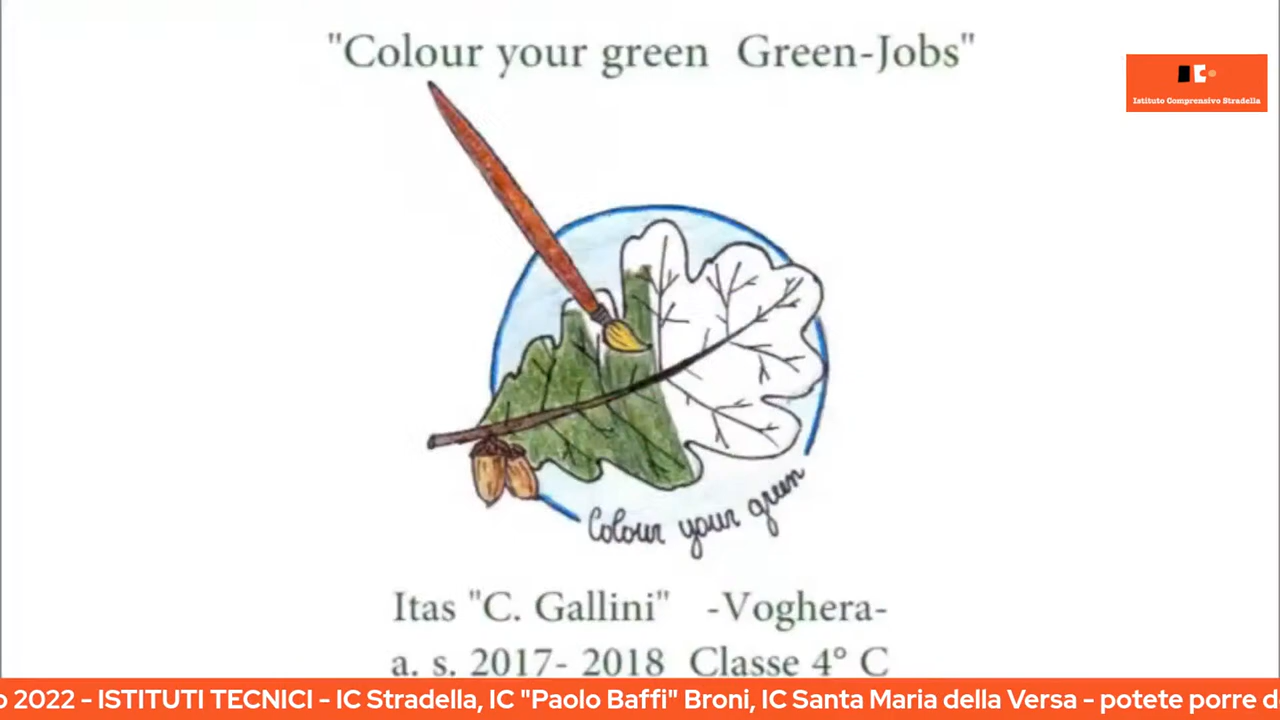 "Colour your green Green-Jobs"
Istituto Comprensivo Stradella
Colour your green
Itas "C. Gallini" -Voghera-
a. s. 2017- 2018 Classe 4° C
2022 - ISTITUTI TECNICI - IC Stradella, IC "Paolo Baffi" Broni, IC Santa Maria della Versa - potete porre d